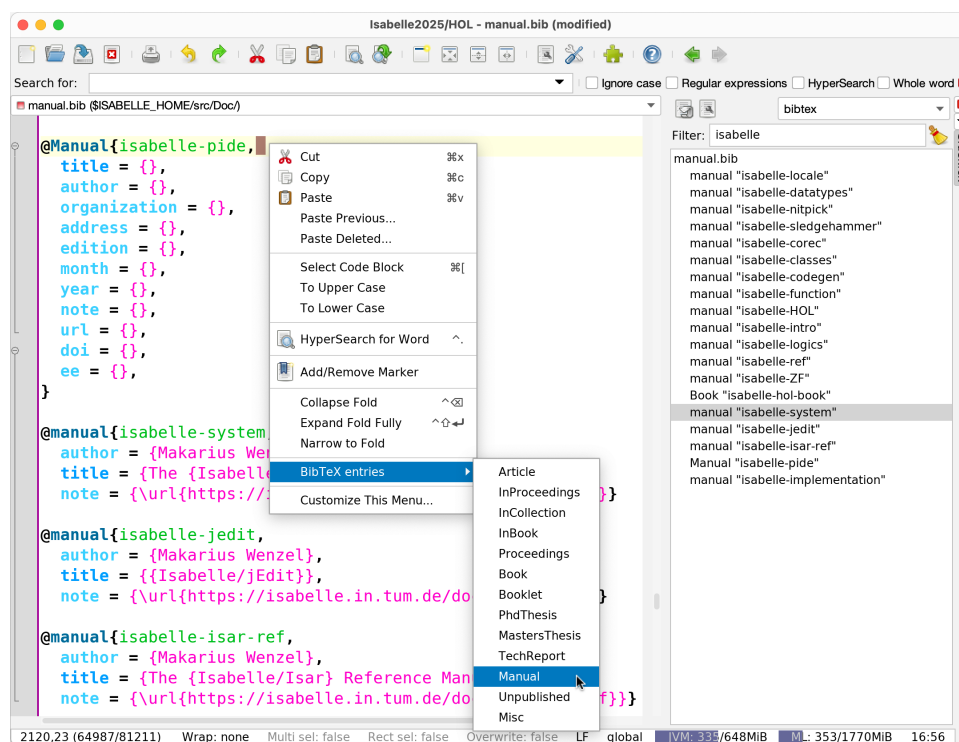 Isabelle2025/HOL - manual.bib (modified)
Search for:
Ignore case
Regular expressions
HyperSearch
Whole word
manual.bib ($ISABELLE_HOME/src/Doc/)
@Manual{isabelle-pide,
title = {},
author = {},
organization = {},
address = {},
edition = {},
month = {},
year = {},
note = {},
url = {},
doi = {},
ee = {},
}
@manual{isabelle-system,
author = {Makarius Wen
title = {The {Isabelle
note = {\url{https://i
}}
@manual{isabelle-jedit,
author = {Makarius Wenzel},
title = {{Isabelle/jEdit}},
note = {\url{https://isabelle.in.tum.de/do
}
@manual{isabelle-isar-ref,
author = {Makarius Wenzel},
title = {The {Isabelle/Isar} Reference Man
note = {\url{https://isabelle.in.tum.de/do
f}}}
Cut ⌘x
Copy ⌘c
Paste ⌘v
Paste Previous...
Paste Deleted...
Select Code Block ⌘[
To Upper Case
To Lower Case
HyperSearch for Word ^.
Add/Remove Marker
Collapse Fold ^⌫
Expand Fold Fully ^⇧↩
Narrow to Fold
BibTeX entries
Customize This Menu...
Article
InProceedings
InCollection
InBook
Proceedings
Book
Booklet
PhdThesis
MastersThesis
TechReport
Manual
Unpublished
Misc
bibtex
Filter: isabelle
manual.bib
manual "isabelle-locale"
manual "isabelle-datatypes"
manual "isabelle-nitpick"
manual "isabelle-sledgehammer"
manual "isabelle-corec"
manual "isabelle-classes"
manual "isabelle-codegen"
manual "isabelle-function"
manual "isabelle-HOL"
manual "isabelle-intro"
manual "isabelle-logics"
manual "isabelle-ref"
manual "isabelle-ZF"
Book "isabelle-hol-book"
manual "isabelle-system"
manual "isabelle-jedit"
manual "isabelle-isar-ref"
Manual "isabelle-pide"
manual "isabelle-implementation"
2120,23 (64987/81211) Wrap: none Multi sel: false Rect sel: false Overwrite: false LF global JVM: 335/648MiB ML: 353/1770MiB 16:56